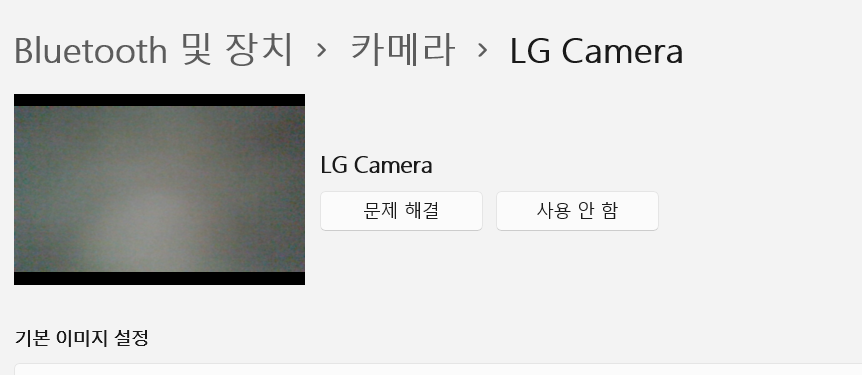 Bluetooth 및 장치 > 카메라 > LG Camera
LG Camera
문제 해결 사용 안 함
기본 이미지 설정